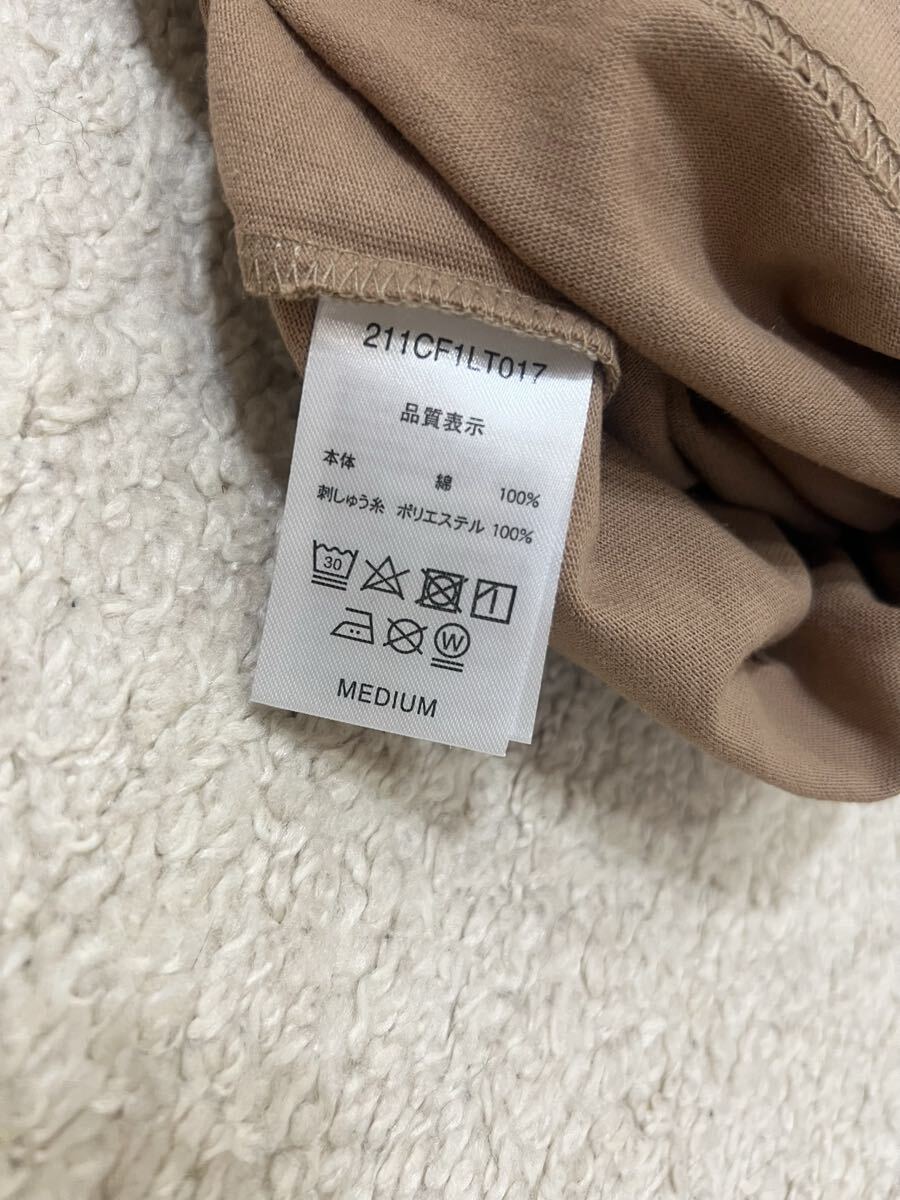 211CF1LT017
品質表示
本体 綿 100%
刺しゅう糸 ポリエステル 100%
30
W
MEDIUM